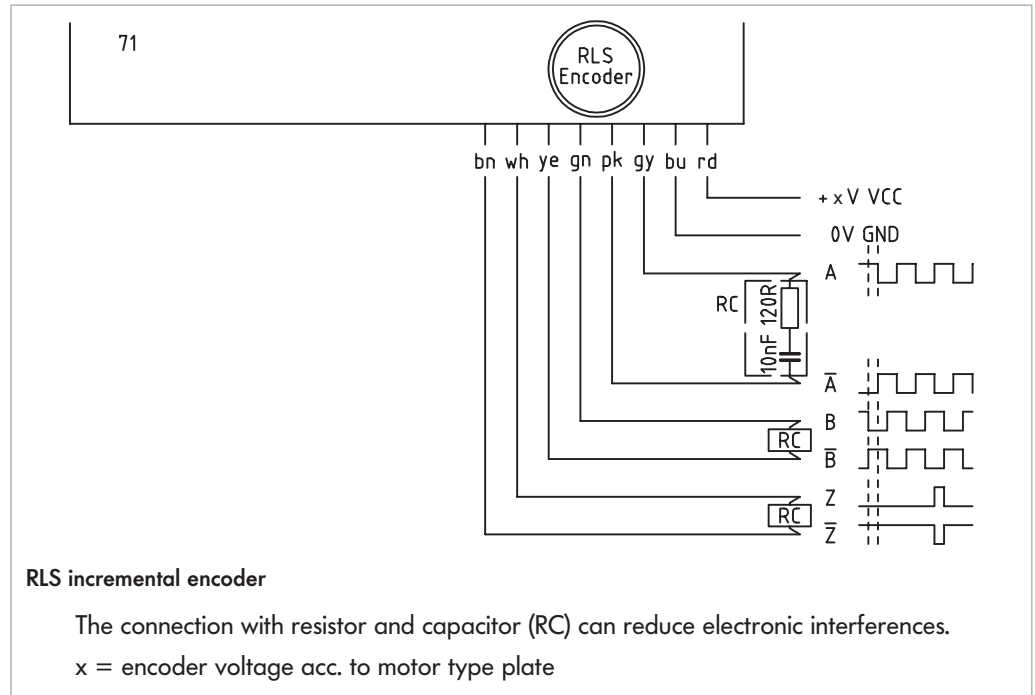 71
RLS
Encoder
bn wh ye gn pk gy bu rd
+ x V VCC
0V GND
A
RC
120R
10nF
A̅
B
RC
B̅
Z
RC
Z̅
RLS incremental encoder
The connection with resistor and capacitor (RC) can reduce electronic interferences.
x = encoder voltage acc. to motor type plate